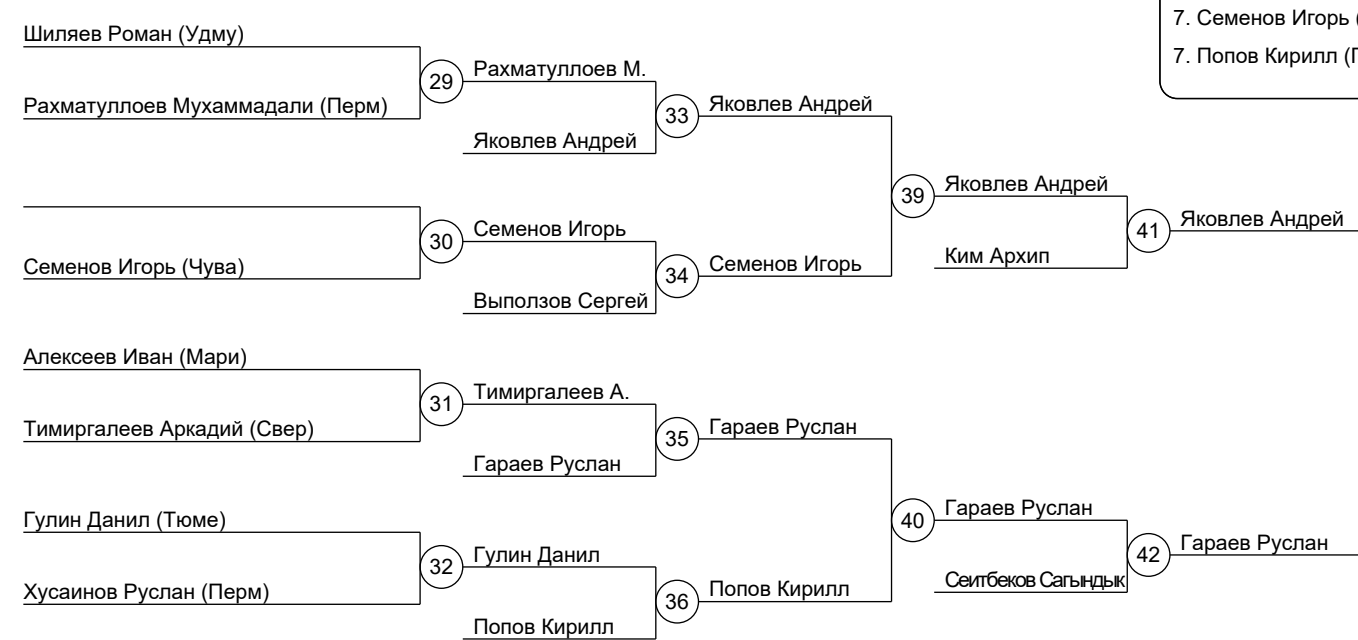 7. Семенов Игорь (
7. Попов Кирилл (
Шиляев Роман (Удму)
29
Рахматуллоев М.
Рахматуллоев Мухаммадали (Перм)
33
Яковлев Андрей
Яковлев Андрей
39
Яковлев Андрей
41
Яковлев Андрей
30
Семенов Игорь
Семенов Игорь (Чува)
34
Семенов Игорь
Ким Архип
Выползов Сергей
Алексеев Иван (Мари)
31
Тимиргалеев А.
Тимиргалеев Аркадий (Свер)
35
Гараев Руслан
Гараев Руслан
Гулин Данил (Тюме)
40
Гараев Руслан
42
Гараев Руслан
32
Гулин Данил
Сеитбеков Сагындык
Хусаинов Руслан (Перм)
36
Попов Кирилл
Попов Кирилл